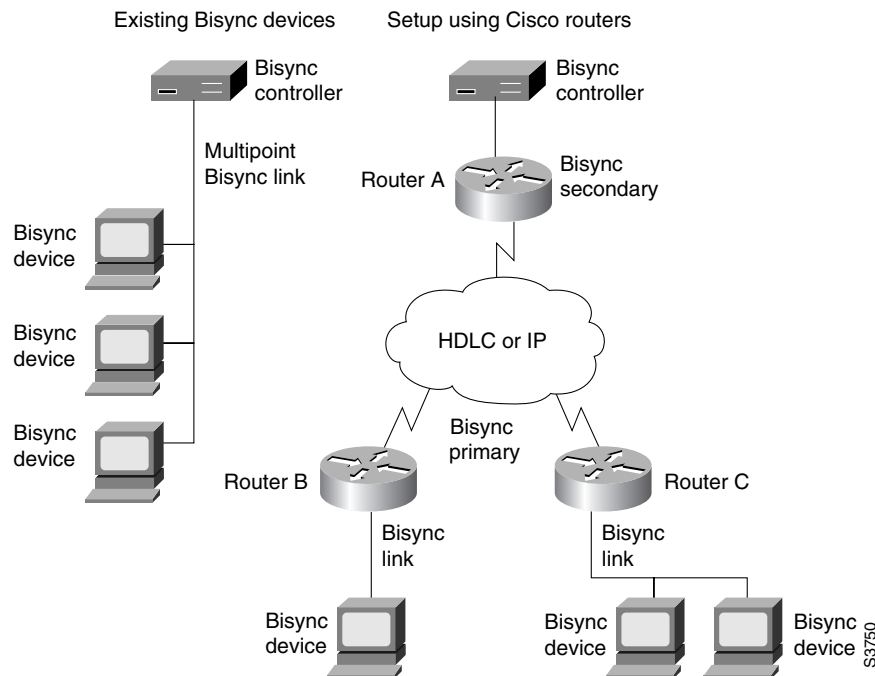 Existing Bisync devices
Setup using Cisco routers
Bisync
controller
Multipoint
Bisync link
Bisync
device
Bisync
device
Bisync
device
Bisync
controller
Router A
Bisync
secondary
HDLC or IP
Bisync
primary
Router B
Router C
Bisync
link
Bisync
link
Bisync
device
Bisync
device
Bisync
device
S3750